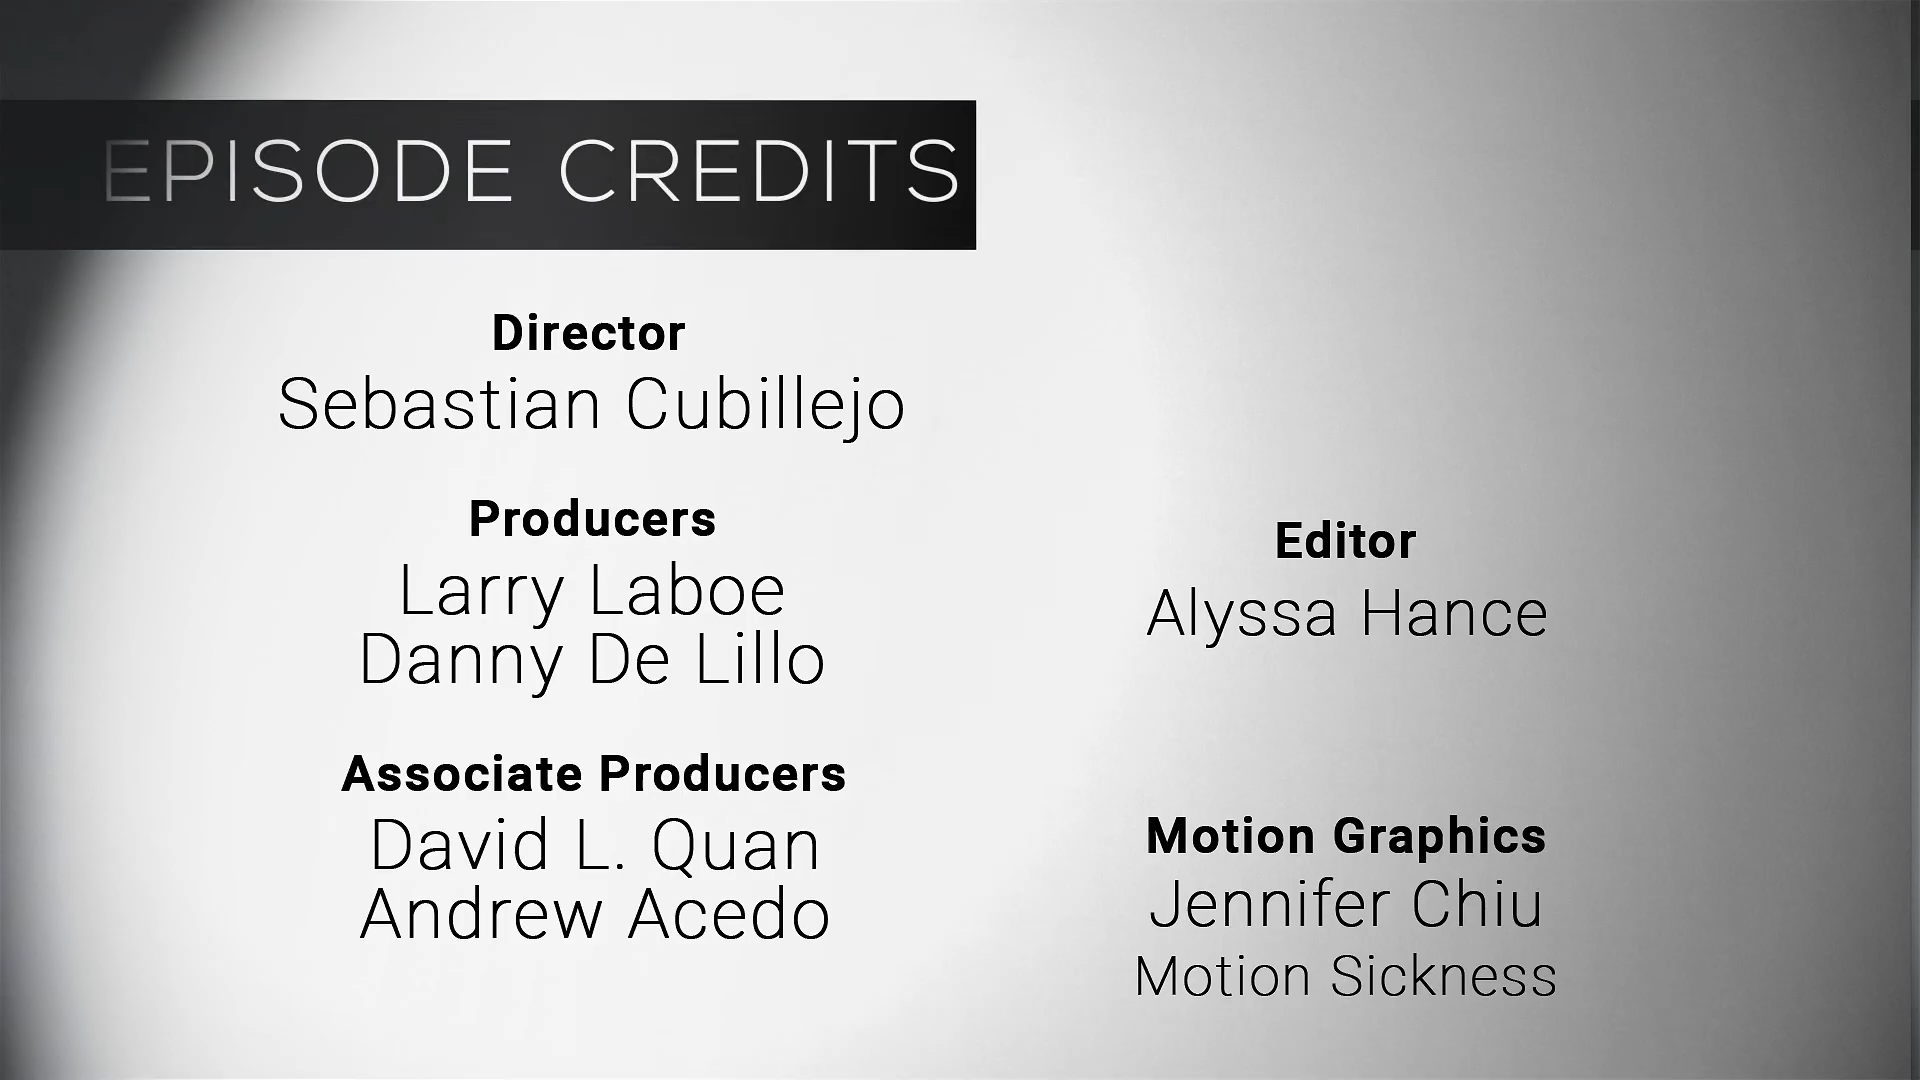 EPISODE CREDITS
Director
Sebastian Cubillejo
Producers
Larry Laboe
Danny De Lillo
Associate Producers
David L. Quan
Andrew Acedo
Editor
Alyssa Hance
Motion Graphics
Jennifer Chiu
Motion Sickness